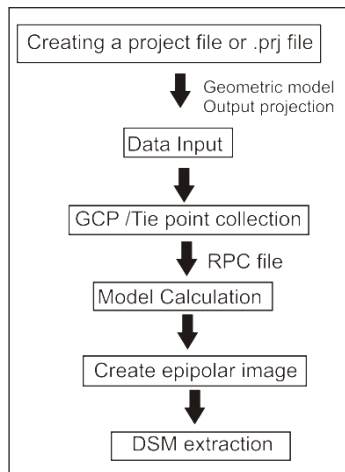 Creating a project file or .prj file
Geometric model
Output projection
Data Input
GCP /Tie point collection
RPC file
Model Calculation
Create epipolar image
DSM extraction